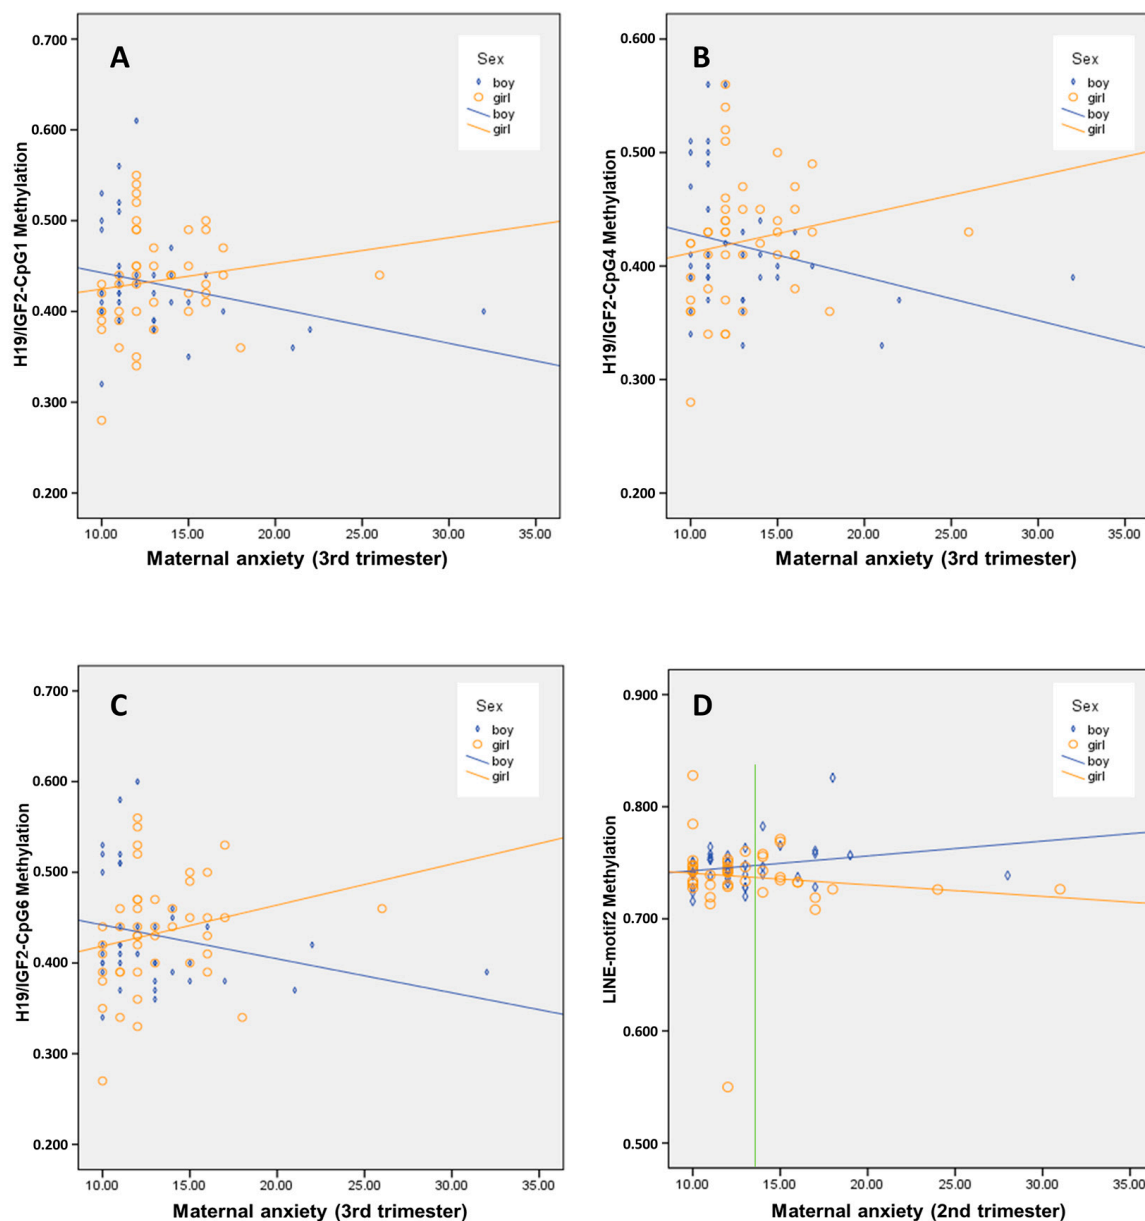 A
Sex
boy
girl
boy
girl
0.700
0.600
0.500
0.400
0.300
0.200
H19/IGF2-CpG1 Methylation
10.00 15.00 20.00 25.00 30.00 35.00
Maternal anxiety (3rd trimester)
B
Sex
boy
girl
boy
girl
0.600
0.500
0.400
0.300
0.200
H19/IGF2-CpG4 Methylation
10.00 15.00 20.00 25.00 30.00 35.00
Maternal anxiety (3rd trimester)
C
Sex
boy
girl
boy
girl
0.700
0.600
0.500
0.400
0.300
0.200
H19/IGF2-CpG6 Methylation
10.00 15.00 20.00 25.00 30.00 35.00
Maternal anxiety (3rd trimester)
D
Sex
boy
girl
boy
girl
0.900
0.800
0.700
0.600
0.500
LINE-motif2 Methylation
10.00 15.00 20.00 25.00 30.00 35.00
Maternal anxiety (2nd trimester)